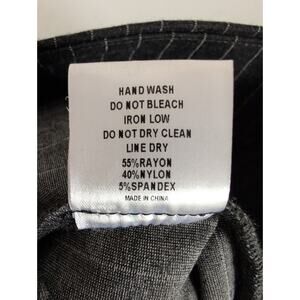 HAND WASH
DO NOT BLEACH
IRON LOW
DO NOT DRY CLEAN
LINE DRY
55%RAYON
40%NYLON
5%SPANDEX
MADE IN CHINA